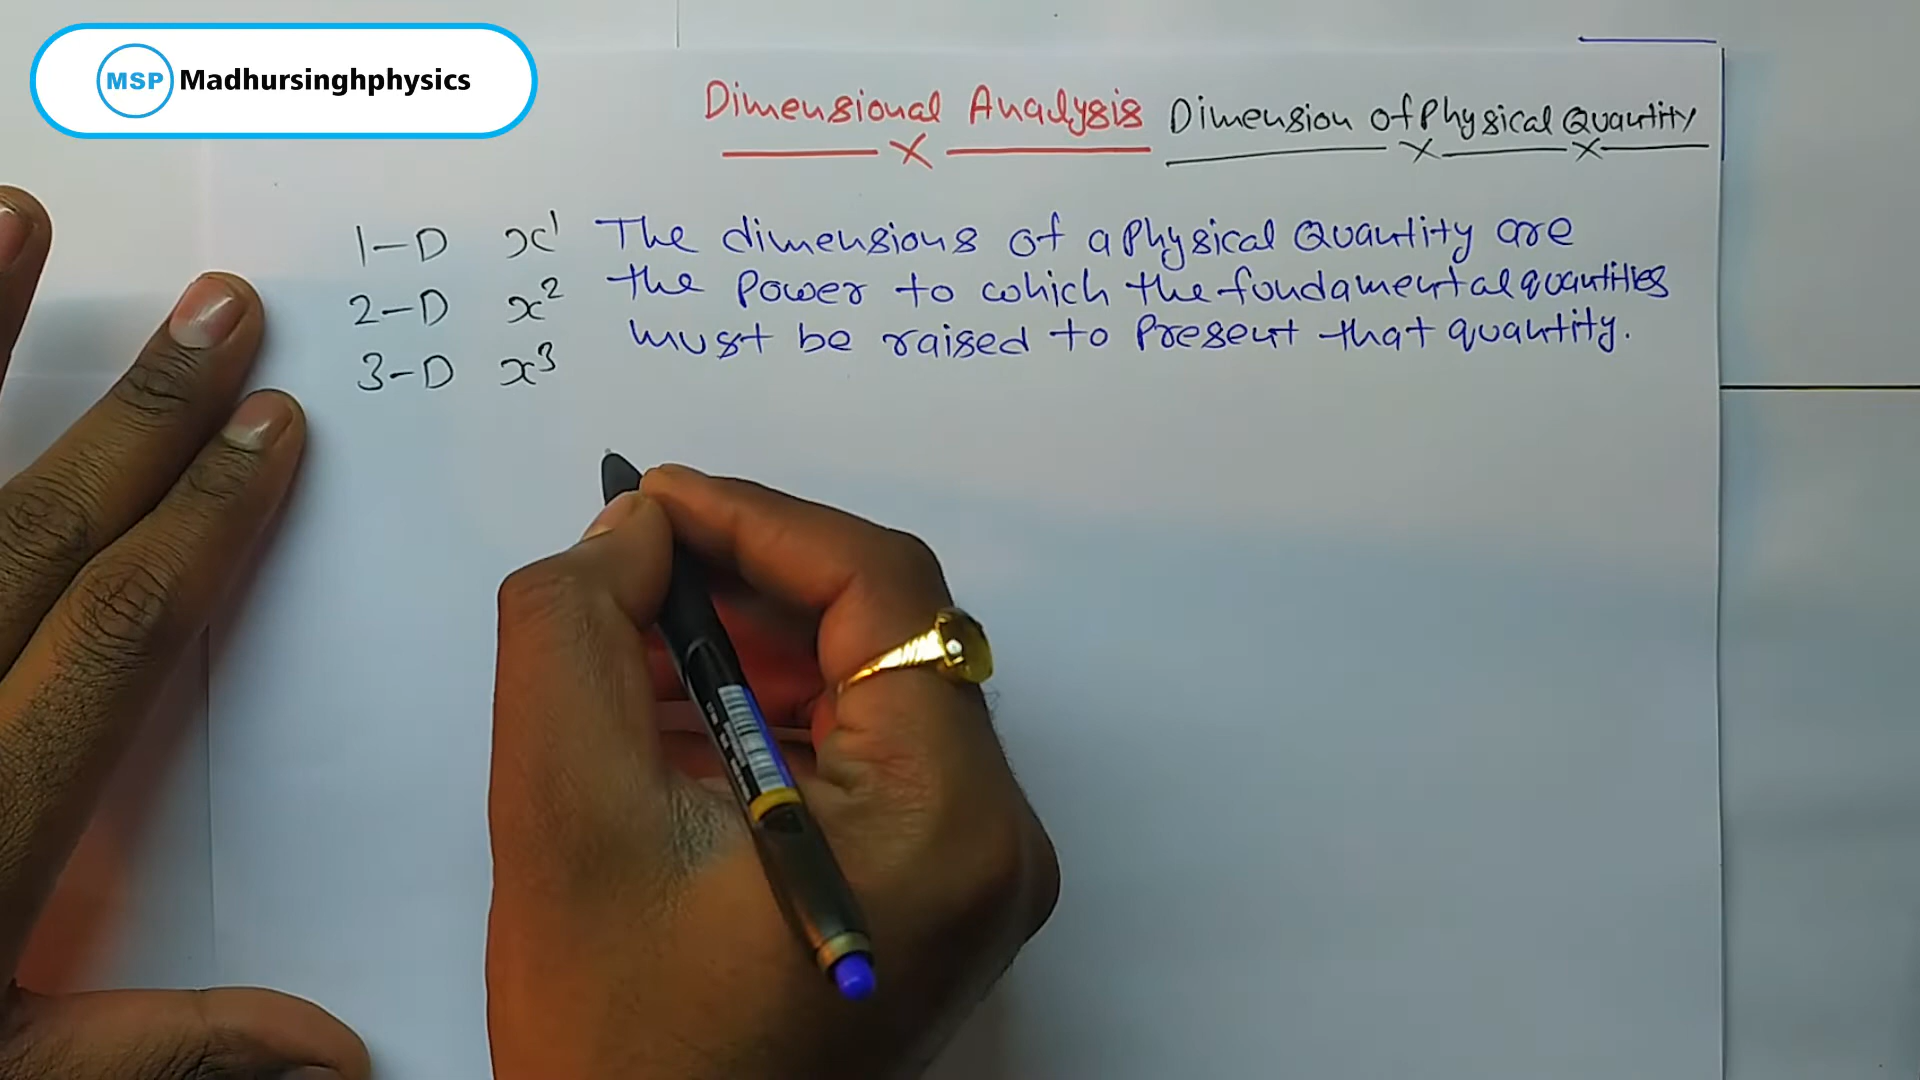 MSP Madhursinghphysics
Dimensional Analysis
Dimension of Physical Quantity
1-D x¹
2-D x²
3-D x³
The dimensions of a Physical Quantity are
the Power to which the fundamental quantities
must be raised to Present that quantity.